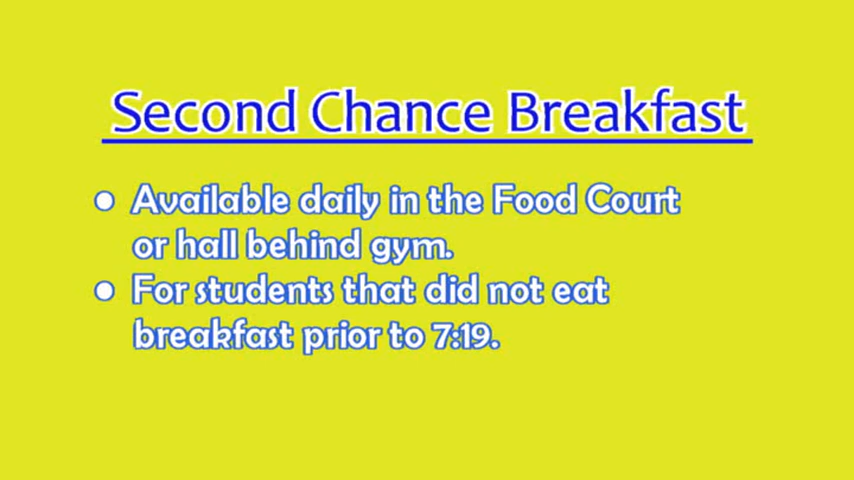 Second Chance Breakfast
● Available daily in the Food Court
or hall behind gym.
● For students that did not eat
breakfast prior to 7:19.